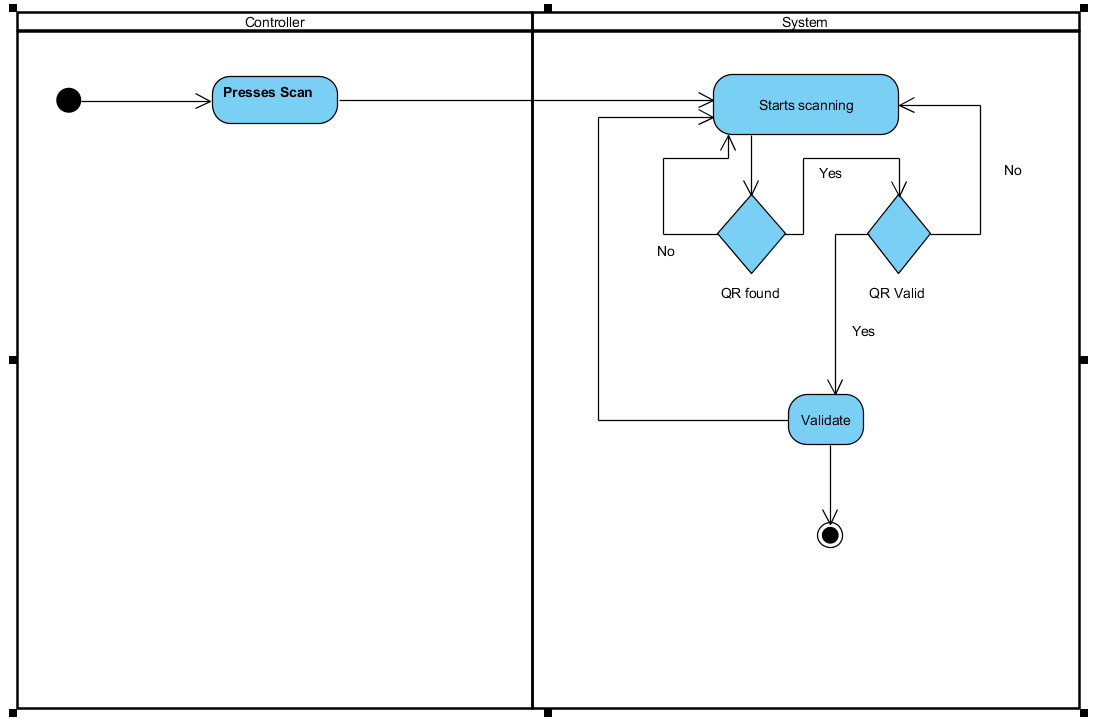 Controller
System
Presses Scan
Starts scanning
Yes
No
No
QR found
QR Valid
Yes
Validate